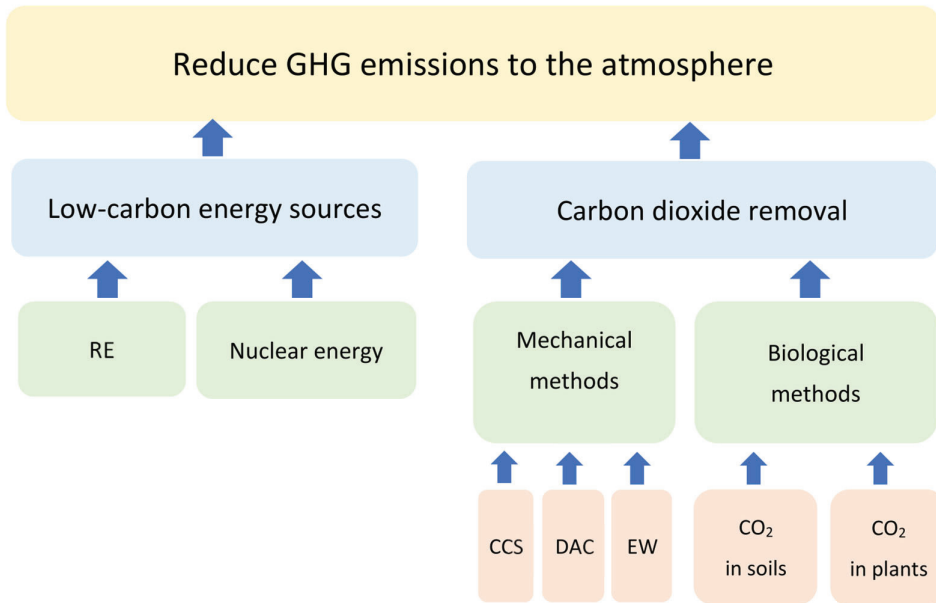 Reduce GHG emissions to the atmosphere
Low-carbon energy sources
Carbon dioxide removal
RE
Nuclear energy
Mechanical
methods
Biological
methods
CCS
DAC
EW
CO₂
in soils
CO₂
in plants